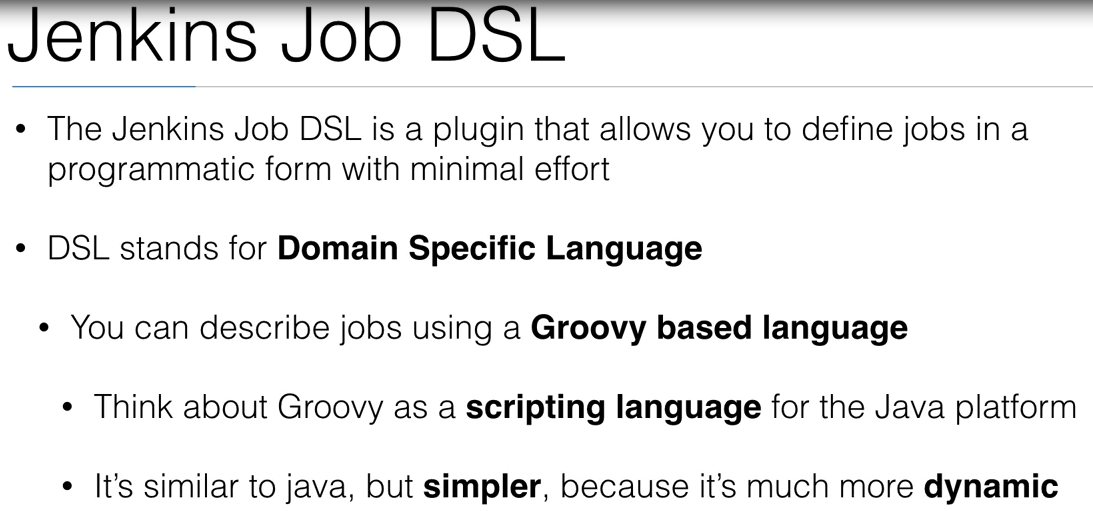 Jenkins Job DSL
• The Jenkins Job DSL is a plugin that allows you to define jobs in a
programmatic form with minimal effort
• DSL stands for Domain Specific Language
• You can describe jobs using a Groovy based language
• Think about Groovy as a scripting language for the Java platform
• It's similar to java, but simpler, because it's much more dynamic